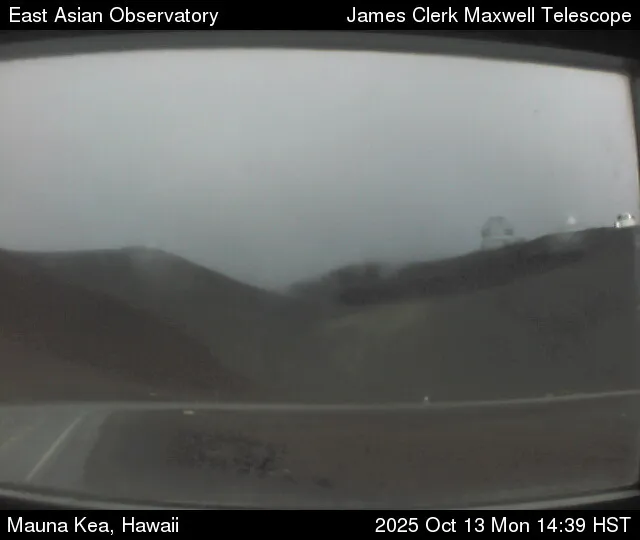 East Asian Observatory
James Clerk Maxwell Telescope
Mauna Kea, Hawaii
2025 Oct 13 Mon 14:39 HST